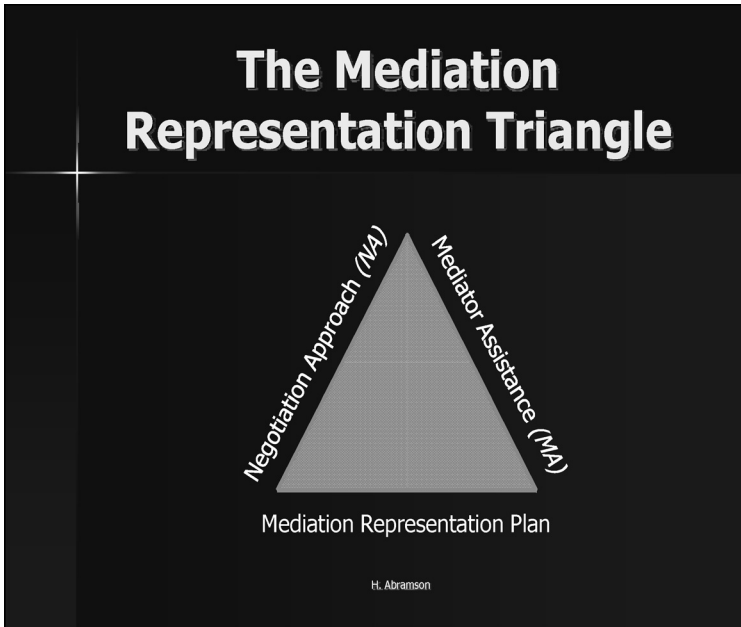 The Mediation
Representation Triangle
Negotiation Approach (NA)
Mediator Assistance (MA)
Mediation Representation Plan
H. Abramson